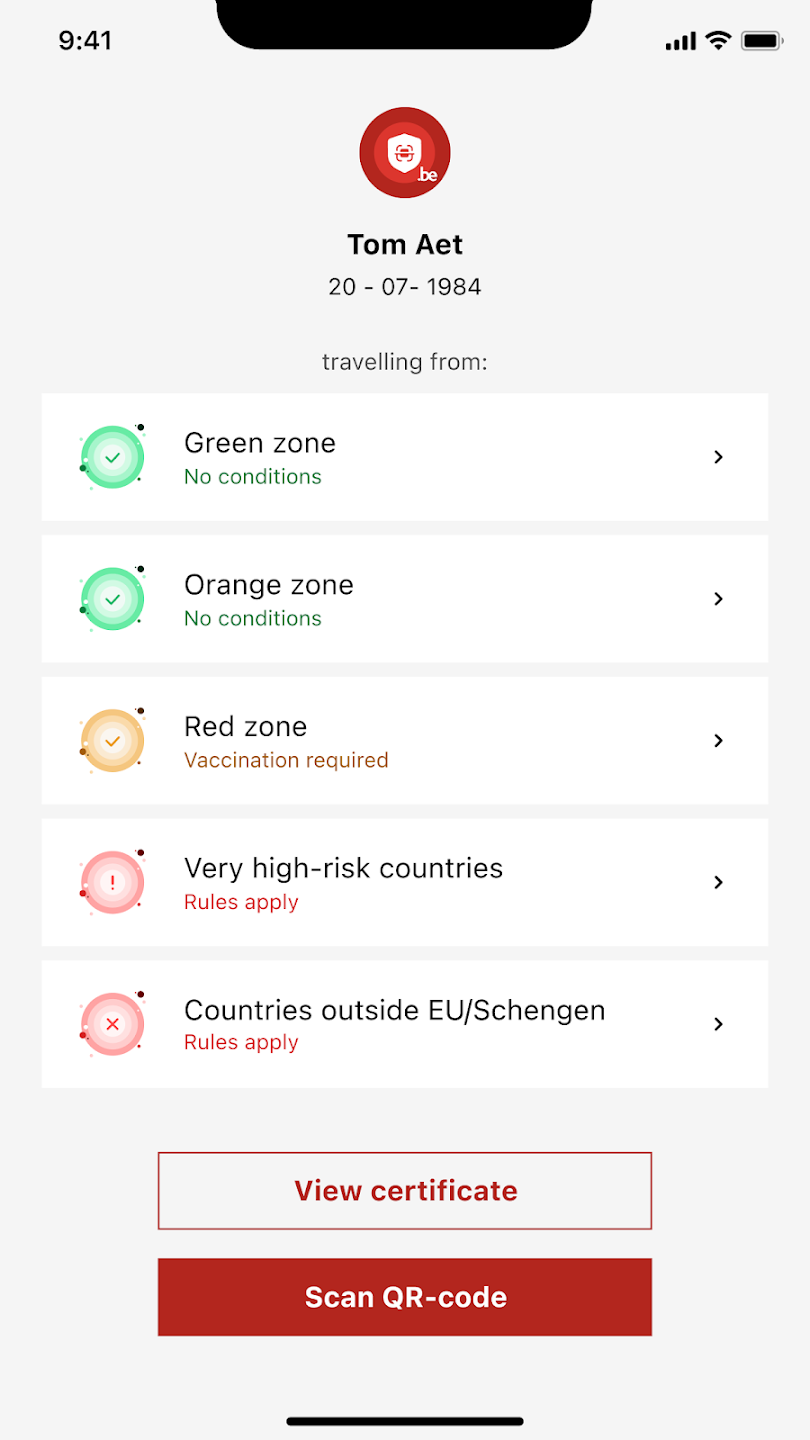 9:41
.be
Tom Aet
20 - 07- 1984
travelling from:
Green zone
No conditions
Orange zone
No conditions
Red zone
Vaccination required
Very high-risk countries
Rules apply
Countries outside EU/Schengen
Rules apply
View certificate
Scan QR-code